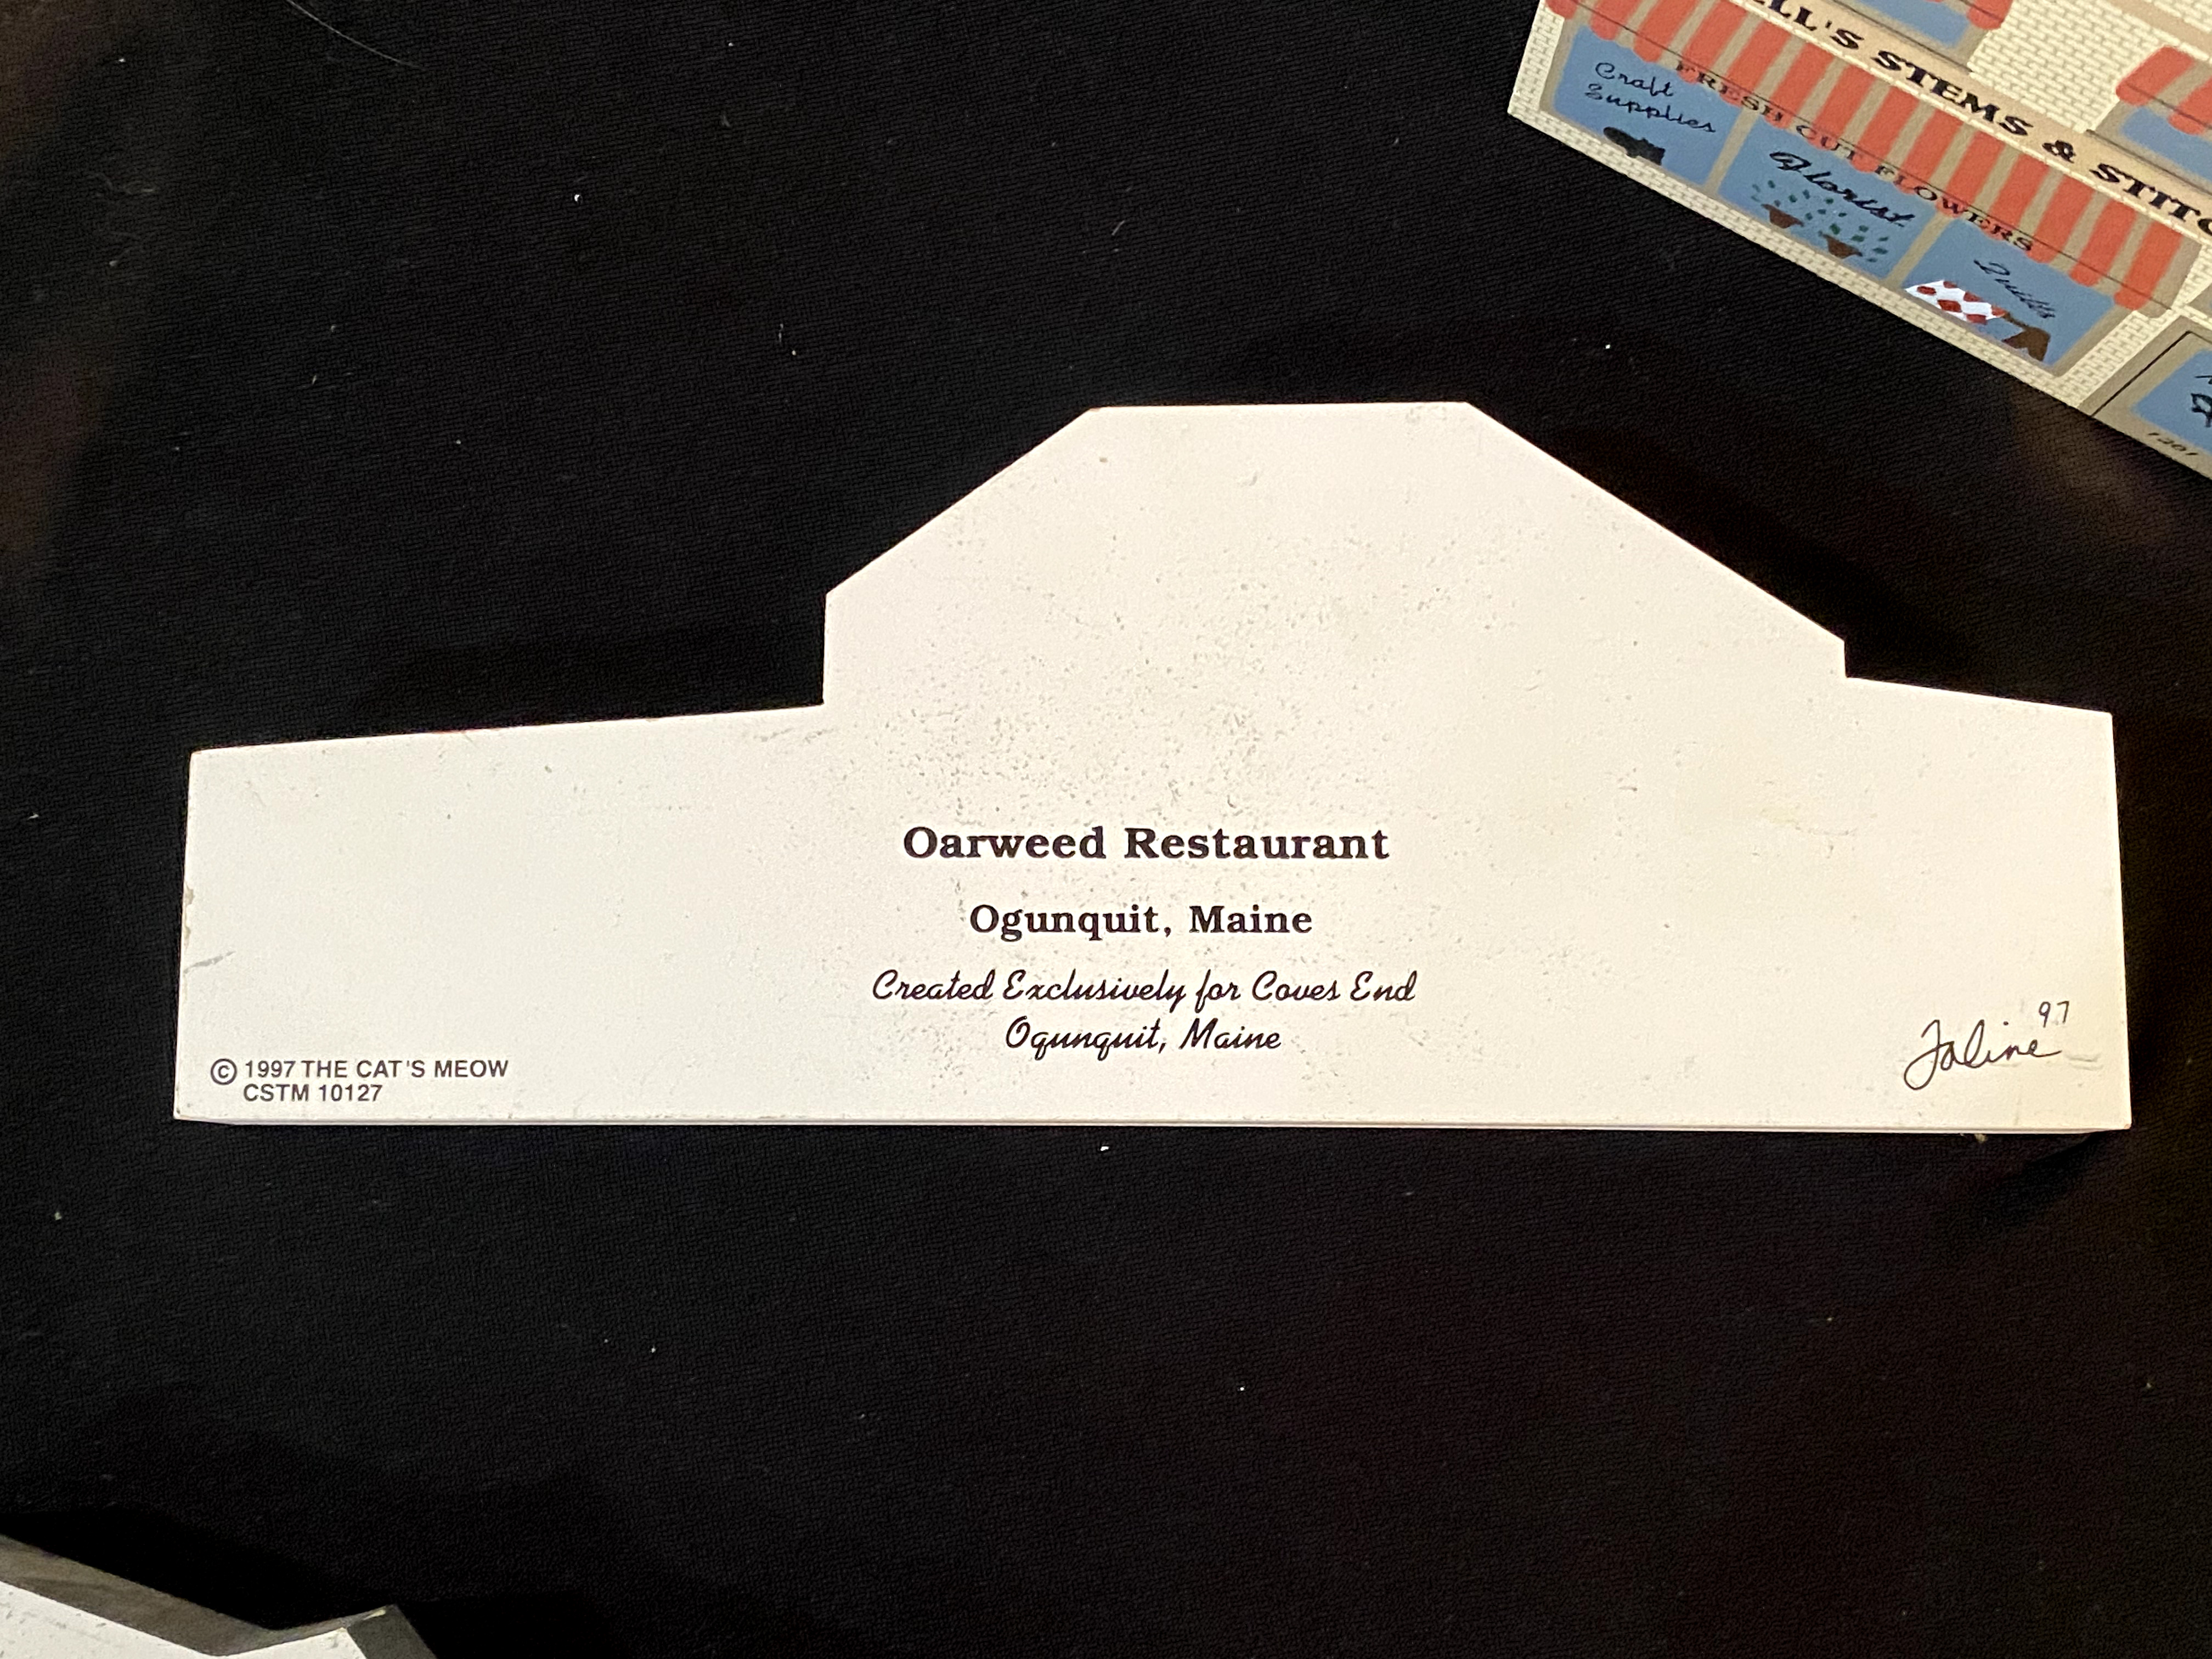 Oarweed Restaurant
Ogunquit, Maine
Created Exclusively for Coves End
Ogunquit, Maine
© 1997 THE CAT'S MEOW
CSTM 10127
Faline 97
STEMS &
FRESH CUT FLOWERS
Craft
Supplies
Florist
Quilts